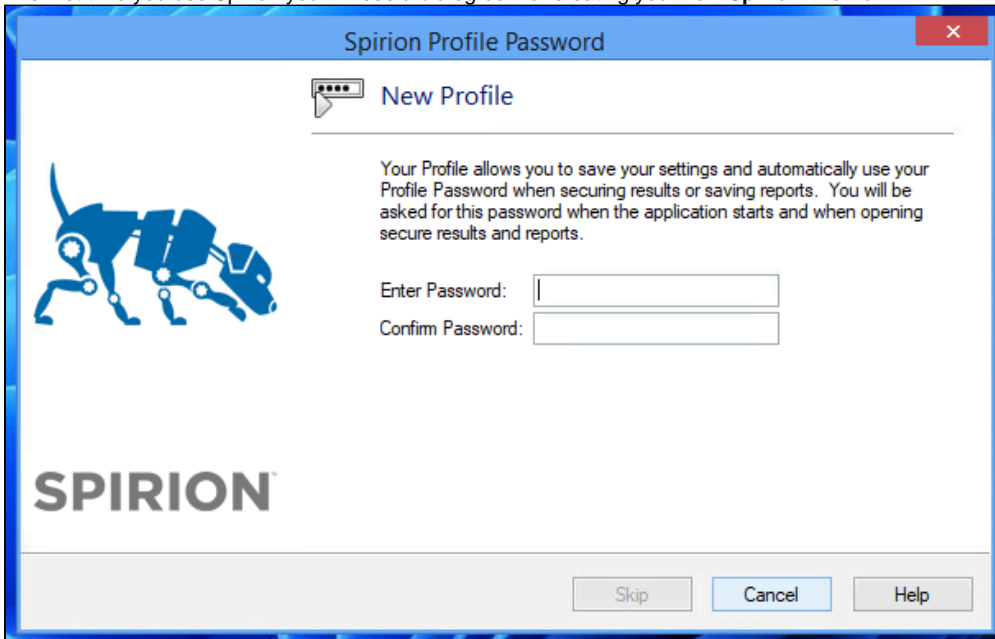 Spirion Profile Password
New Profile
Your Profile allows you to save your settings and automatically use your
Profile Password when securing results or saving reports. You will be
asked for this password when the application starts and when opening
secure results and reports.
Enter Password:
Confirm Password:
SPIRION
Skip
Cancel
Help